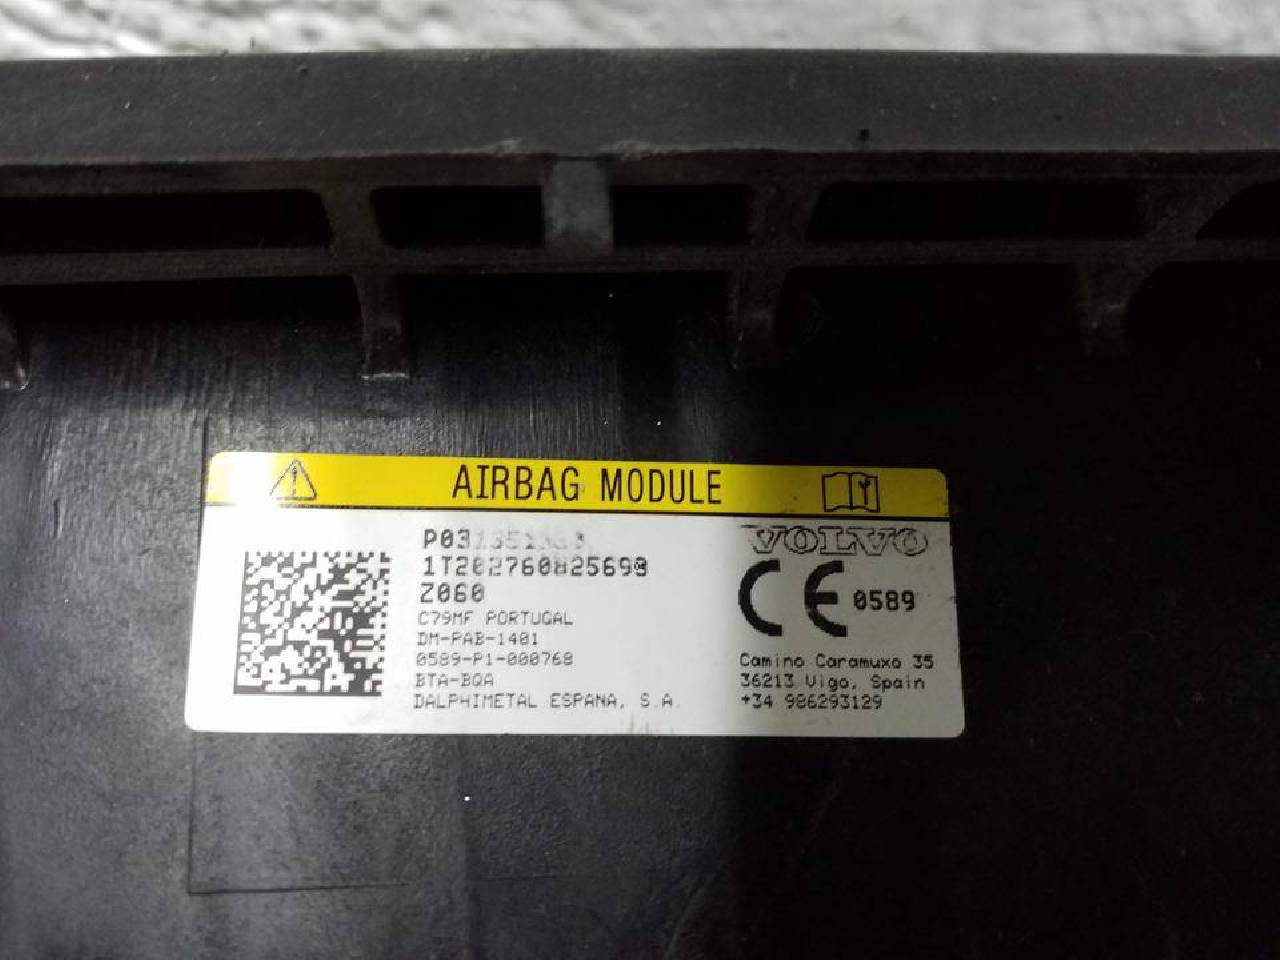 AIRBAG MODULE
VOLVO
Z060
C79MF PORTUGAL
DM-PAB-1401
0589-P1-000768
BTA-BQA
DALPHIMETAL ESPANA, S.A.
CE 0589
Camino Caramuxo 35
36213 Vigo, Spain
+34 986293129